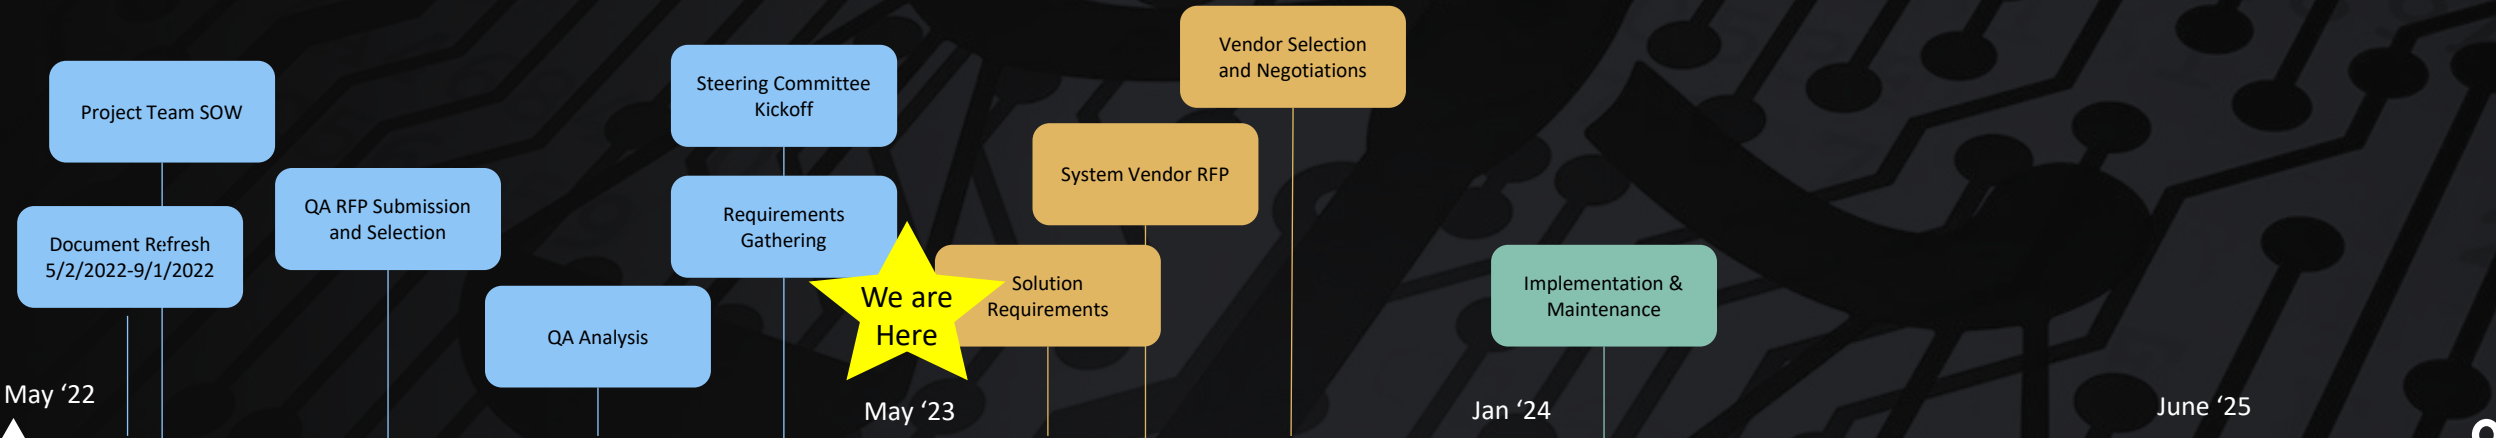 Project Team SOW
Document Refresh
5/2/2022-9/1/2022
QA RFP Submission
and Selection
QA Analysis
Steering Committee
Kickoff
Requirements
Gathering
We are
Here
Solution
Requirements
System Vendor RFP
Vendor Selection
and Negotiations
Implementation &
Maintenance
May ‘22
May ‘23
Jan ‘24
June ‘25